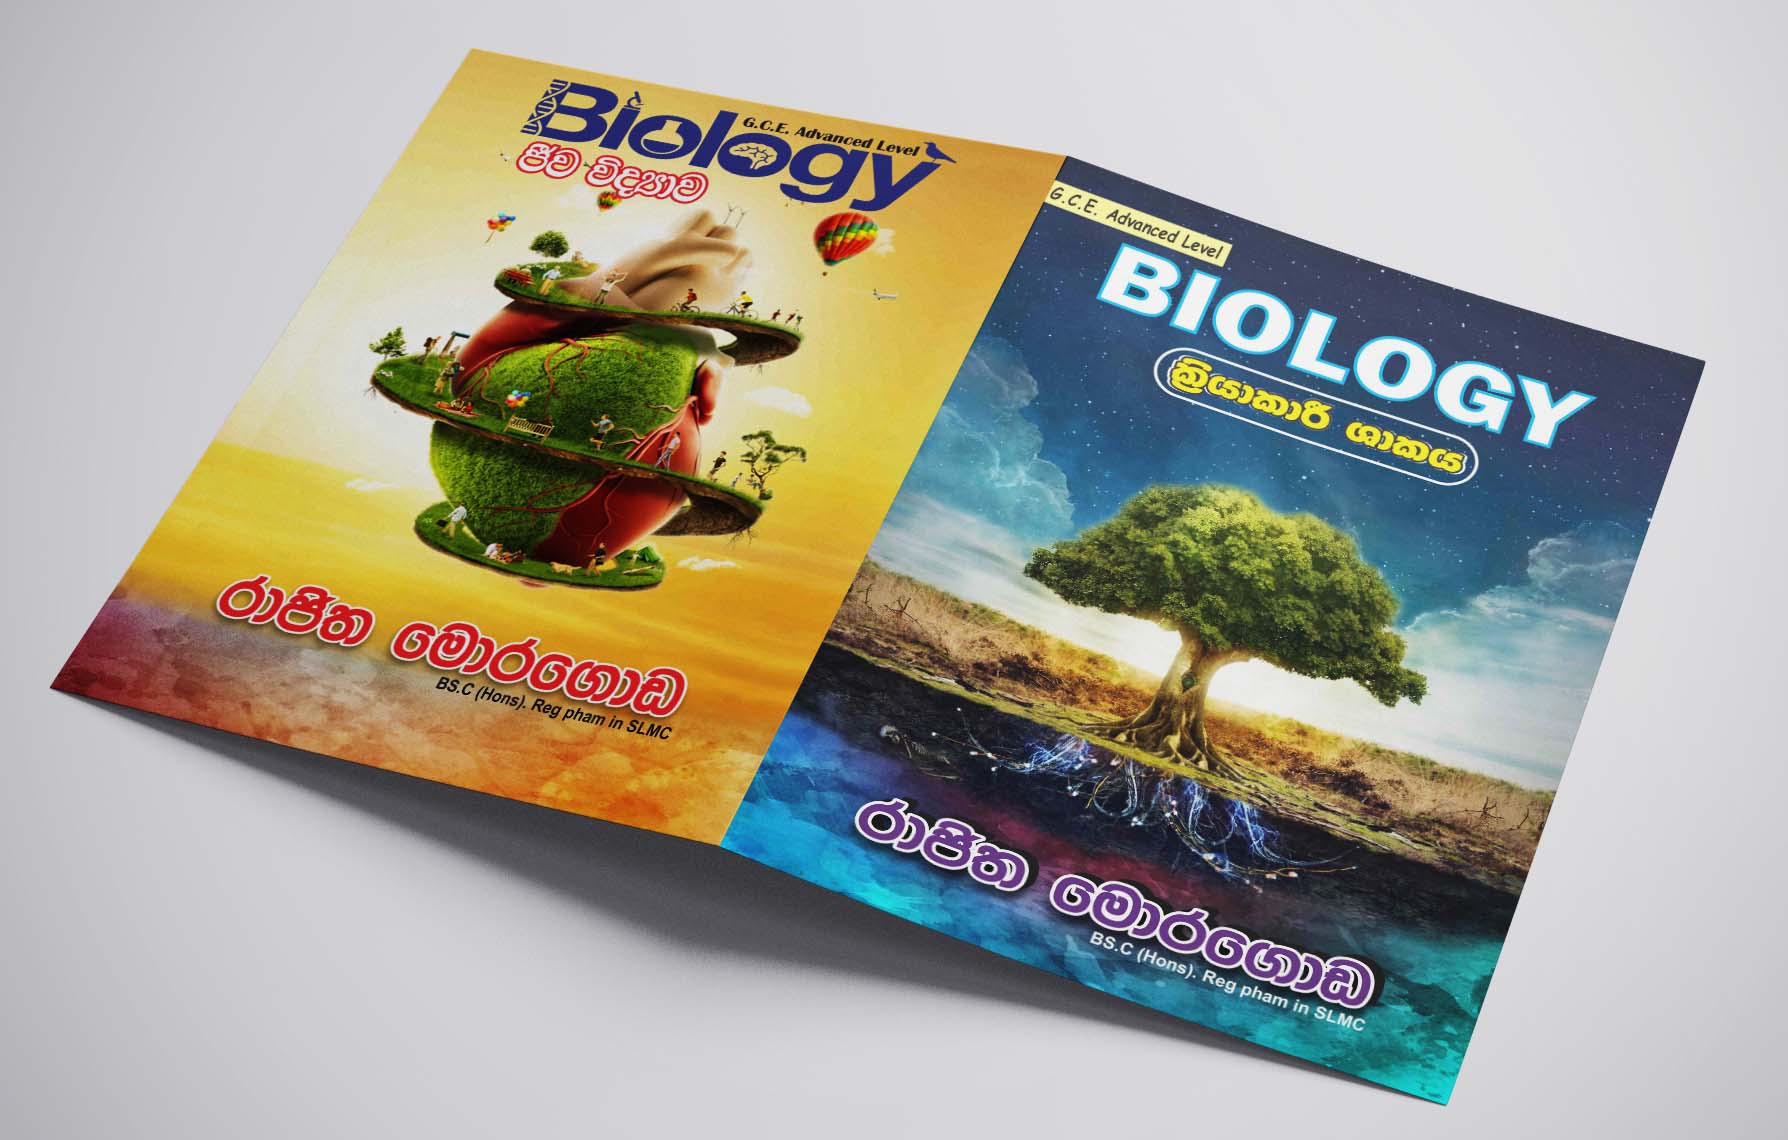 Biology
G.C.E. Advanced Level
ජීව විද්‍යාව
රාජිත මොරගොඩ
BS.C (Hons). Reg pham in SLMC
G.C.E. Advanced Level
BIOLOGY
ක්‍රියාකාරී ශාකය
රාජිත මොරගොඩ
BS.C (Hons). Reg pham in SLMC